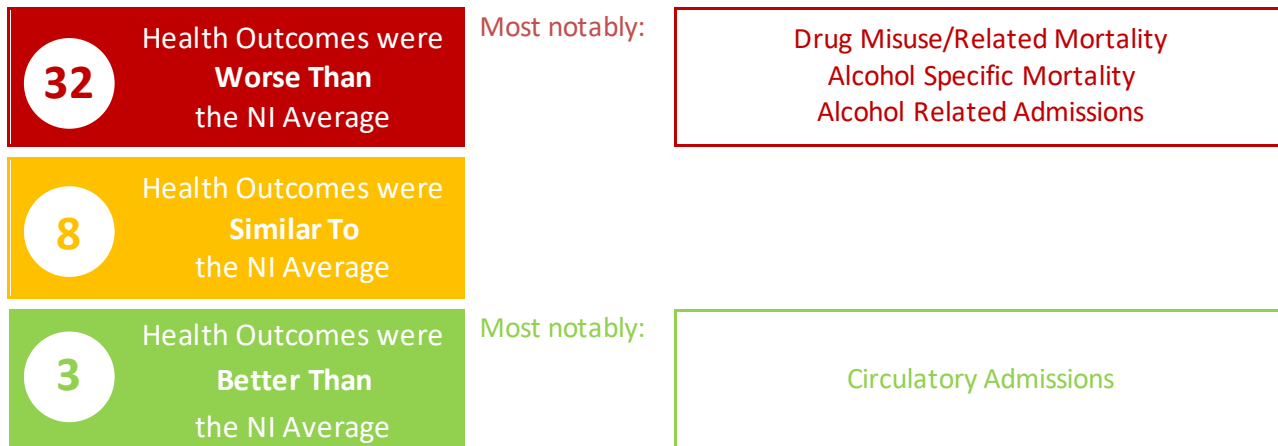 32
Health Outcomes were
Worse Than
the NI Average
Most notably:
Drug Misuse/Related Mortality
Alcohol Specific Mortality
Alcohol Related Admissions
8
Health Outcomes were
Similar To
the NI Average
3
Health Outcomes were
Better Than
the NI Average
Most notably:
Circulatory Admissions